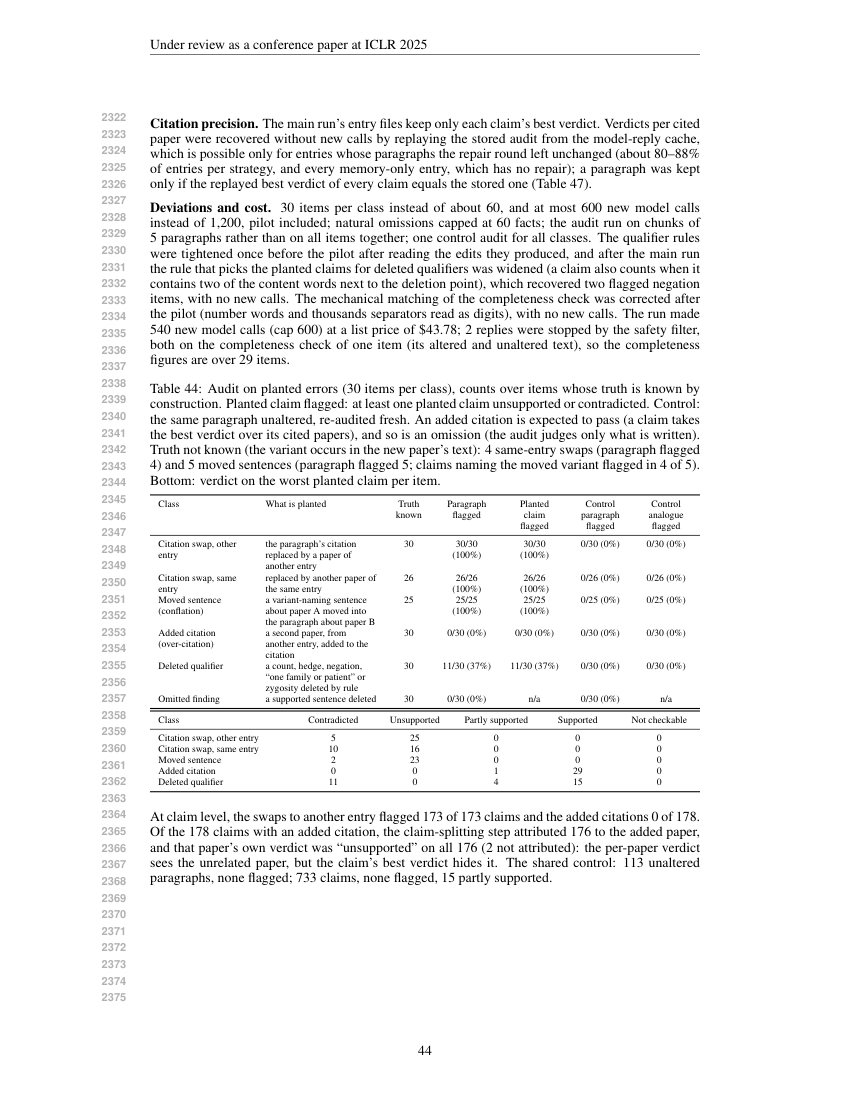 Under review as a conference paper at ICLR 2025
2322
2323
2324
2325
2326
2327
2328
2329
2330
2331
2332
2333
2334
2335
2336
2337
2338
2339
2340
2341
2342
2343
2344
2345
2346
2347
2348
2349
2350
2351
2352
2353
2354
2355
2356
2357
2358
2359
2360
2361
2362
2363
2364
2365
2366
2367
2368
2369
2370
2371
2372
2373
2374
2375
Citation precision. The main run's entry files keep only each claim's best verdict. Verdicts per cited
paper were recovered without new calls by replaying the stored audit from the model-reply cache,
which is possible only for entries whose paragraphs the repair round left unchanged (about 80–88%
of entries per strategy, and every memory-only entry, which has no repair); a paragraph was kept
only if the replayed best verdict of every claim equals the stored one (Table 47).
Deviations and cost. 30 items per class instead of about 60, and at most 600 new model calls
instead of 1,200, pilot included; natural omissions capped at 60 facts; the audit run on chunks of
5 paragraphs rather than on all items together; one control audit for all classes. The qualifier rules
were tightened once before the pilot after reading the edits they produced, and after the main run
the rule that picks the planted claims for deleted qualifiers was widened (a claim also counts when it
contains two of the content words next to the deletion point), which recovered two flagged negation
items, with no new calls. The mechanical matching of the completeness check was corrected after
the pilot (number words and thousands separators read as digits), with no new calls. The run made
540 new model calls (cap 600) at a list price of $43.78; 2 replies were stopped by the safety filter,
both on the completeness check of one item (its altered and unaltered text), so the completeness
figures are over 29 items.
Table 44: Audit on planted errors (30 items per class), counts over items whose truth is known by
construction. Planted claim flagged: at least one planted claim unsupported or contradicted. Control:
the same paragraph unaltered, re-audited fresh. An added citation is expected to pass (a claim takes
the best verdict over its cited papers), and so is an omission (the audit judges only what is written).
Truth not known (the variant occurs in the new paper's text): 4 same-entry swaps (paragraph flagged
4) and 5 moved sentences (paragraph flagged 5; claims naming the moved variant flagged in 4 of 5).
Bottom: verdict on the worst planted claim per item.
Class What is planted Truth Paragraph Planted Control Control
known flagged claim paragraph analogue
flagged flagged flagged
Citation swap, other the paragraph's citation 30 30/30 30/30 0/30 (0%) 0/30 (0%)
entry replaced by a paper of (100%) (100%)
another entry
Citation swap, same replaced by another paper of 26 26/26 26/26 0/26 (0%) 0/26 (0%)
entry the same entry (100%) (100%)
Moved sentence a variant-naming sentence 25 25/25 25/25 0/25 (0%) 0/25 (0%)
(conflation) about paper A moved into (100%) (100%)
the paragraph about paper B
Added citation a second paper, from 30 0/30 (0%) 0/30 (0%) 0/30 (0%) 0/30 (0%)
(over-citation) another entry, added to the
citation
Deleted qualifier a count, hedge, negation, 30 11/30 (37%) 11/30 (37%) 0/30 (0%) 0/30 (0%)
"one family or patient" or
zygosity deleted by rule
Omitted finding a supported sentence deleted 30 0/30 (0%) n/a 0/30 (0%) n/a
Class Contradicted Unsupported Partly supported Supported Not checkable
Citation swap, other entry 5 25 0 0 0
Citation swap, same entry 10 16 0 0 0
Moved sentence 2 23 0 0 0
Added citation 0 0 1 29 0
Deleted qualifier 11 0 4 15 0
At claim level, the swaps to another entry flagged 173 of 173 claims and the added citations 0 of 178.
Of the 178 claims with an added citation, the claim-splitting step attributed 176 to the added paper,
and that paper's own verdict was "unsupported" on all 176 (2 not attributed): the per-paper verdict
sees the unrelated paper, but the claim's best verdict hides it. The shared control: 113 unaltered
paragraphs, none flagged; 733 claims, none flagged, 15 partly supported.
44